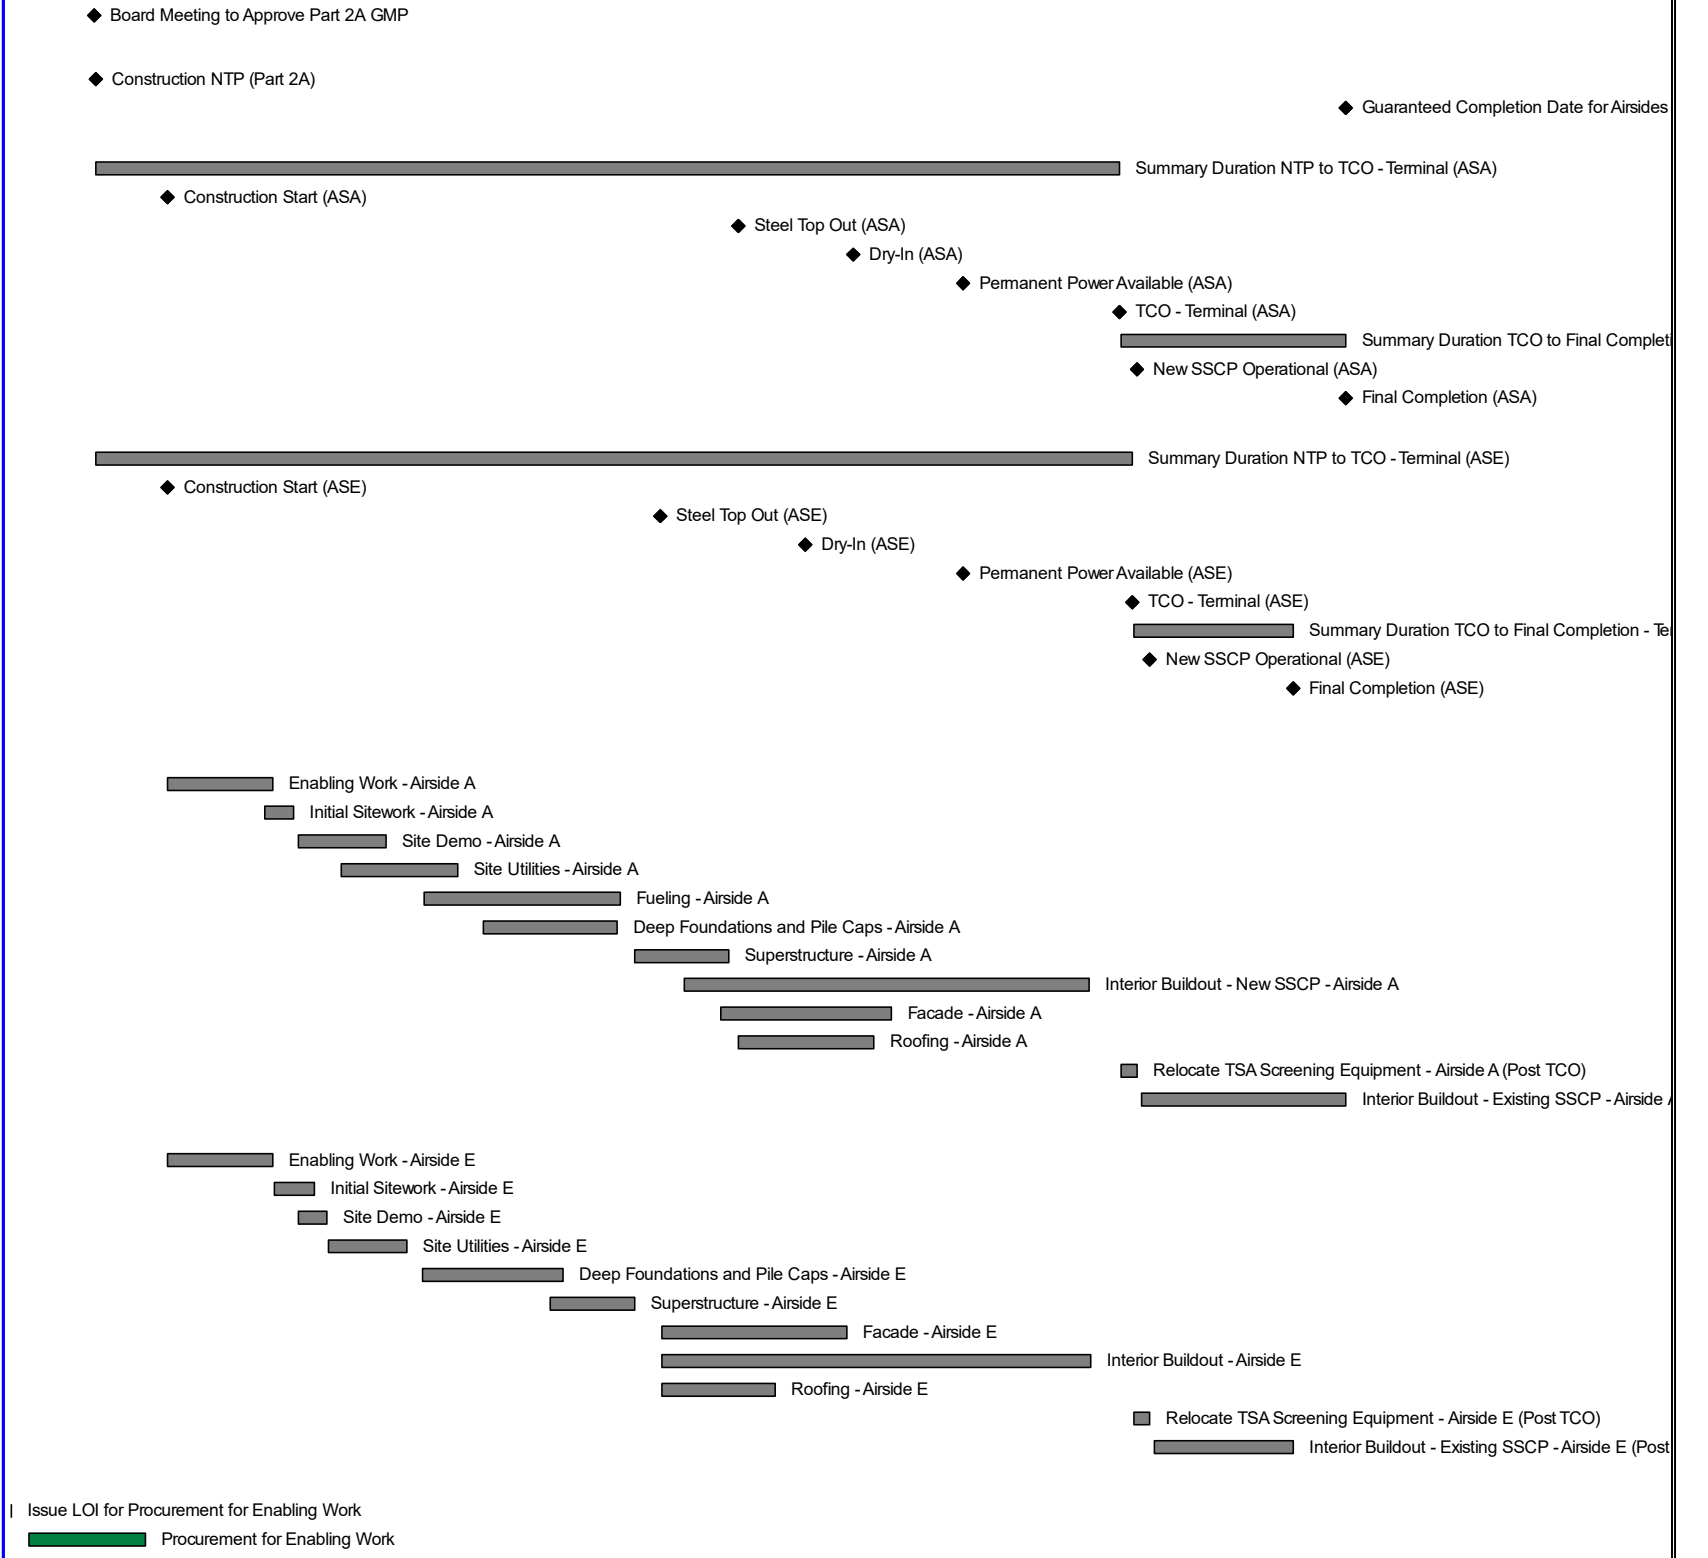 Board Meeting to Approve Part 2A GMP
Construction NTP (Part 2A)
Guaranteed Completion Date for Airsides
Summary Duration NTP to TCO - Terminal (ASA)
Construction Start (ASA)
Steel Top Out (ASA)
Dry-In (ASA)
Permanent Power Available (ASA)
TCO - Terminal (ASA)
Summary Duration TCO to Final Completi
New SSCP Operational (ASA)
Final Completion (ASA)
Summary Duration NTP to TCO - Terminal (ASE)
Construction Start (ASE)
Steel Top Out (ASE)
Dry-In (ASE)
Permanent Power Available (ASE)
TCO - Terminal (ASE)
Summary Duration TCO to Final Completion - Te
New SSCP Operational (ASE)
Final Completion (ASE)
Enabling Work - Airside A
Initial Sitework - Airside A
Site Demo - Airside A
Site Utilities - Airside A
Fueling - Airside A
Deep Foundations and Pile Caps - Airside A
Superstructure - Airside A
Interior Buildout - New SSCP - Airside A
Facade - Airside A
Roofing - Airside A
Relocate TSA Screening Equipment - Airside A (Post TCO)
Interior Buildout - Existing SSCP - Airside A
Enabling Work - Airside E
Initial Sitework - Airside E
Site Demo - Airside E
Site Utilities - Airside E
Deep Foundations and Pile Caps - Airside E
Superstructure - Airside E
Facade - Airside E
Interior Buildout - Airside E
Roofing - Airside E
Relocate TSA Screening Equipment - Airside E (Post TCO)
Interior Buildout - Existing SSCP - Airside E (Post
Issue LOI for Procurement for Enabling Work
Procurement for Enabling Work